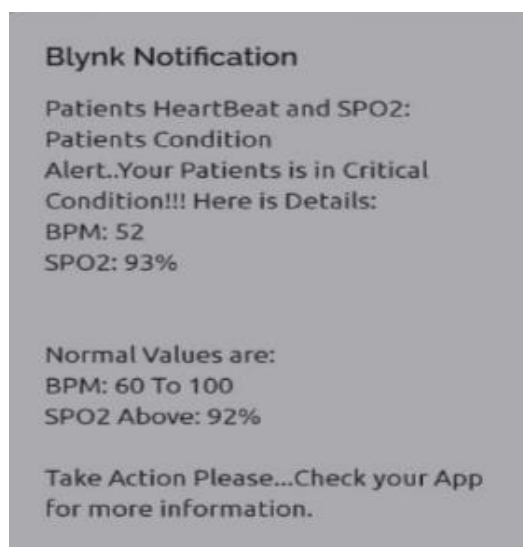 Blynk Notification
Patients HeartBeat and SPO2:
Patients Condition
Alert..Your Patients is in Critical
Condition!!! Here is Details:
BPM: 52
SPO2: 93%
Normal Values are:
BPM: 60 To 100
SPO2 Above: 92%
Take Action Please...Check your App
for more information.